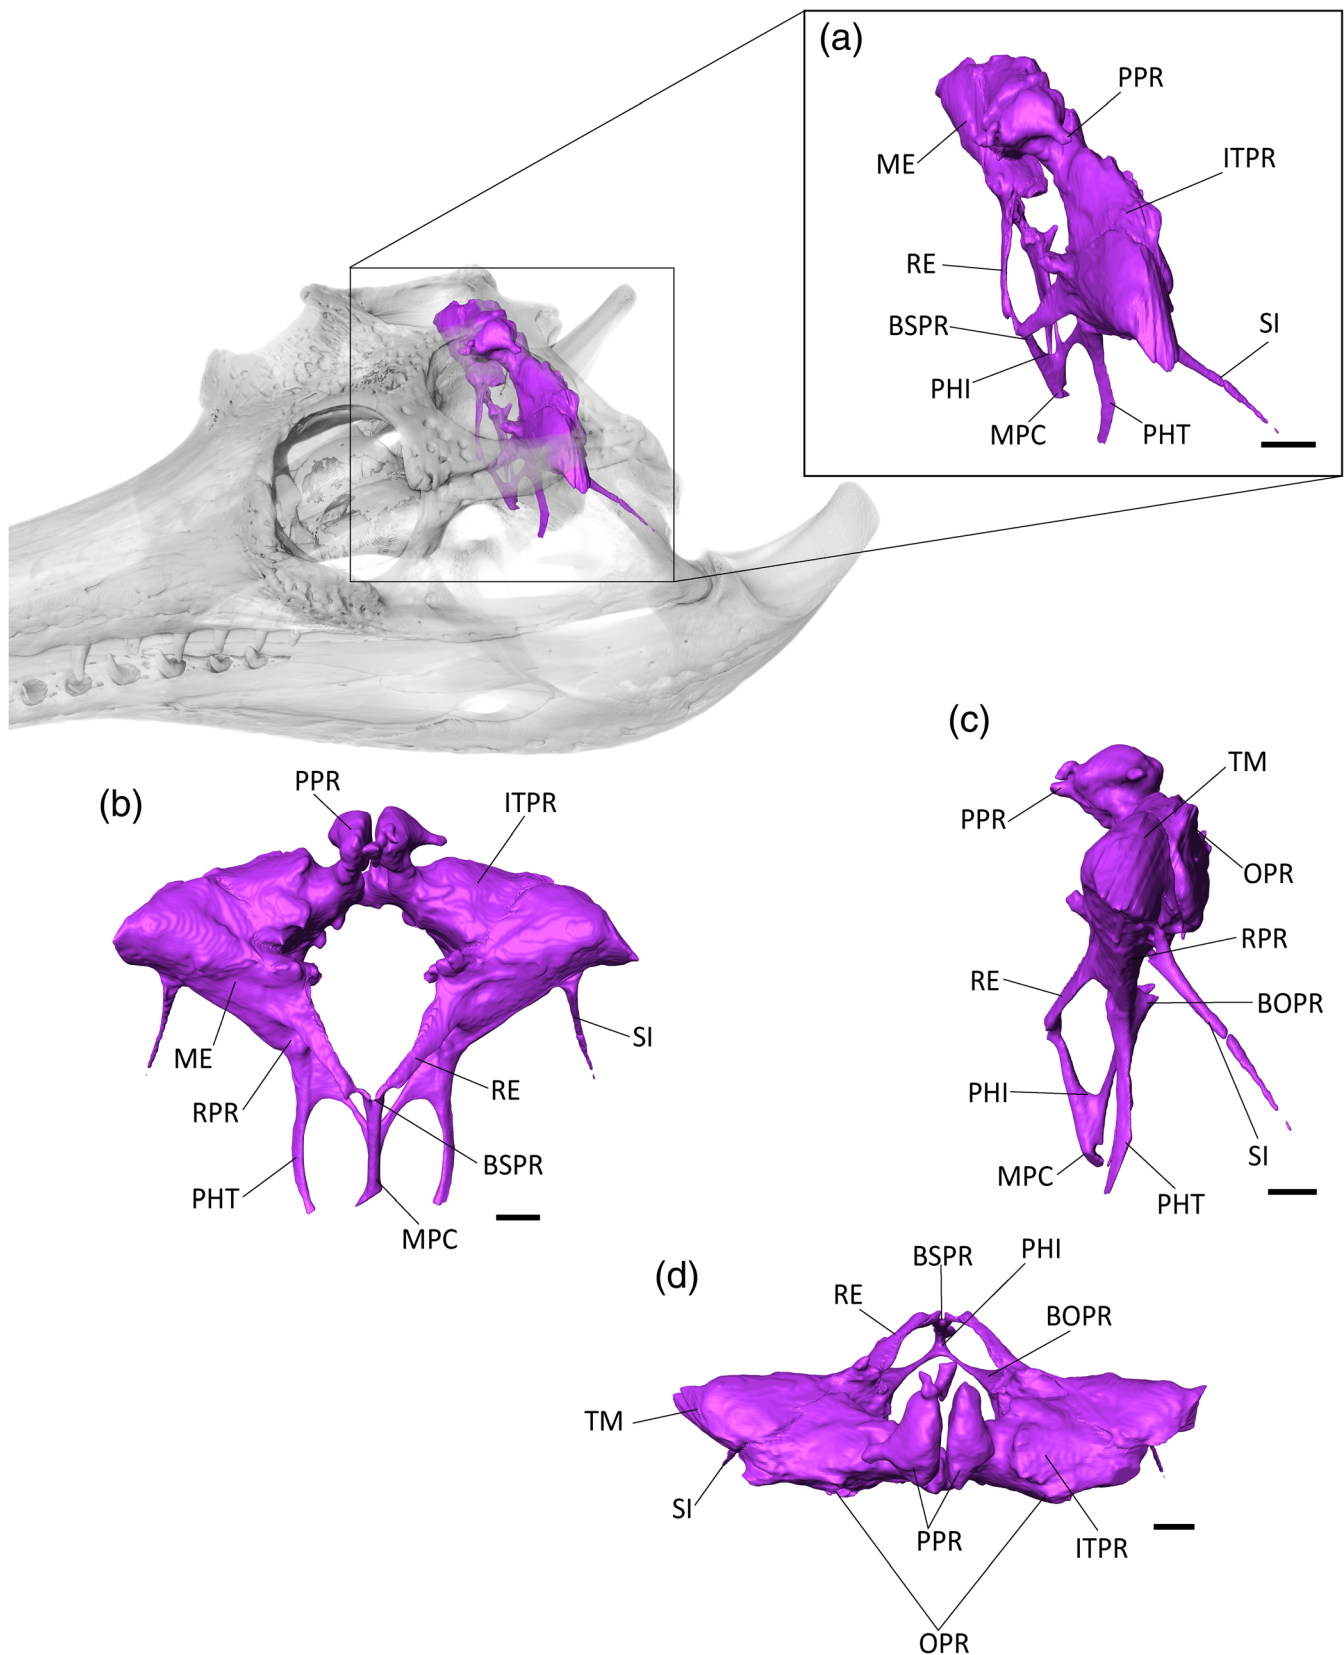 (a)
PPR
ME
ITPR
RE
BSPR
SI
PHI
MPC
PHT
(b)
PPR
ITPR
ME
SI
RPR
RE
BSPR
PHT
MPC
(c)
TM
PPR
OPR
RPR
RE
BOPR
PHI
SI
MPC
PHT
(d)
BSPR
PHI
RE
BOPR
TM
SI
PPR
ITPR
OPR